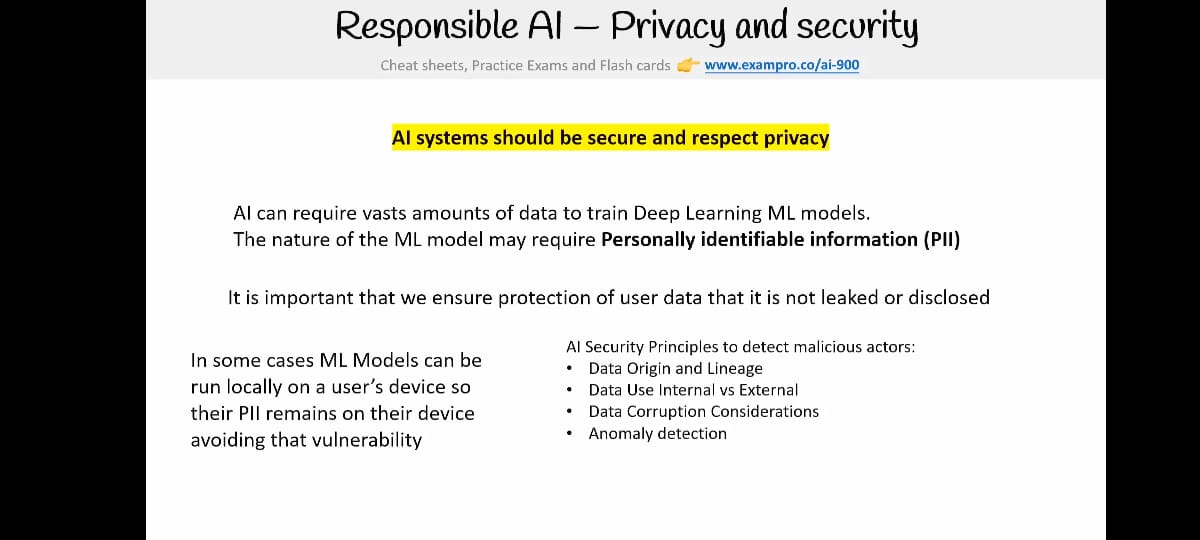 Responsible AI – Privacy and security
Cheat sheets, Practice Exams and Flash cards 👉 www.exampro.co/ai-900
AI systems should be secure and respect privacy
AI can require vasts amounts of data to train Deep Learning ML models.
The nature of the ML model may require Personally identifiable information (PII)
It is important that we ensure protection of user data that it is not leaked or disclosed
In some cases ML Models can be
run locally on a user's device so
their PII remains on their device
avoiding that vulnerability
AI Security Principles to detect malicious actors:
• Data Origin and Lineage
• Data Use Internal vs External
• Data Corruption Considerations
• Anomaly detection